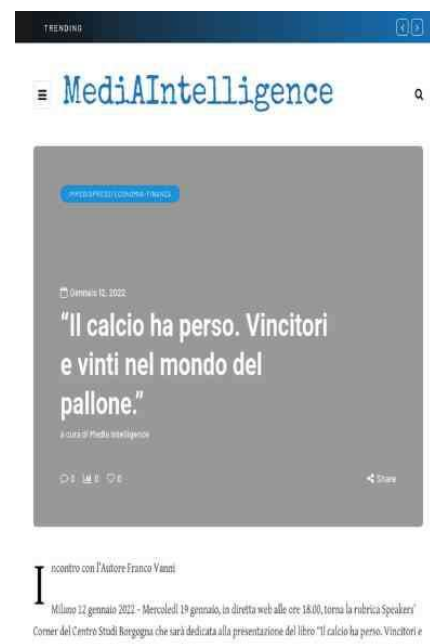 TRENDING
MediAIntelligence
Gennaio 12, 2022
“Il calcio ha perso. Vincitori
e vinti nel mondo del
pallone.”
a cura di Media Intelligence
0 0 0
Share
Incontro con l'Autore Franco Vanni
Milano 12 gennaio 2022 – Mercoledì 19 gennaio, in diretta web alle ore 18.00, torna la rubrica Speakers'
Corner del Centro Studi Borgogna che sarà dedicata alla presentazione del libro “Il calcio ha perso. Vincitori e